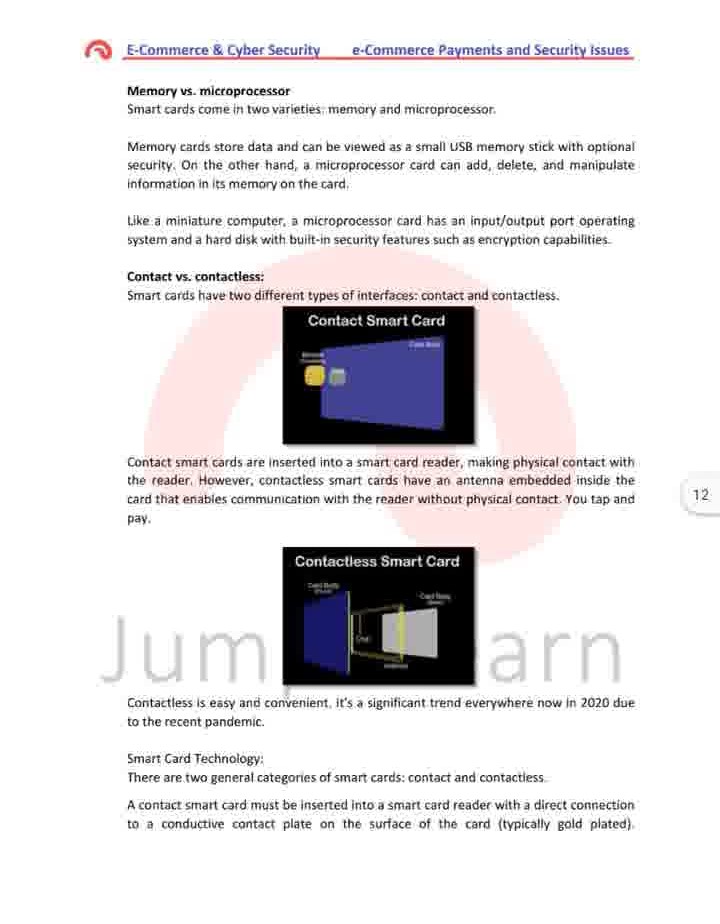 E-Commerce & Cyber Security e-Commerce Payments and Security Issues
Memory vs. microprocessor
Smart cards come in two varieties: memory and microprocessor.
Memory cards store data and can be viewed as a small USB memory stick with optional
security. On the other hand, a microprocessor card can add, delete, and manipulate
information in its memory on the card.
Like a miniature computer, a microprocessor card has an input/output port operating
system and a hard disk with built-in security features such as encryption capabilities.
Contact vs. contactless:
Smart cards have two different types of interfaces: contact and contactless.
Contact Smart Card
Card Body
Contact smart cards are inserted into a smart card reader, making physical contact with
the reader. However, contactless smart cards have an antenna embedded inside the
card that enables communication with the reader without physical contact. You tap and
pay.
12
Contactless Smart Card
Card Body
Card Body
Chip
Jum arn
Contactless is easy and convenient, it's a significant trend everywhere now in 2020 due
to the recent pandemic.
Smart Card Technology:
There are two general categories of smart cards: contact and contactless.
A contact smart card must be inserted into a smart card reader with a direct connection
to a conductive contact plate on the surface of the card (typically gold plated).